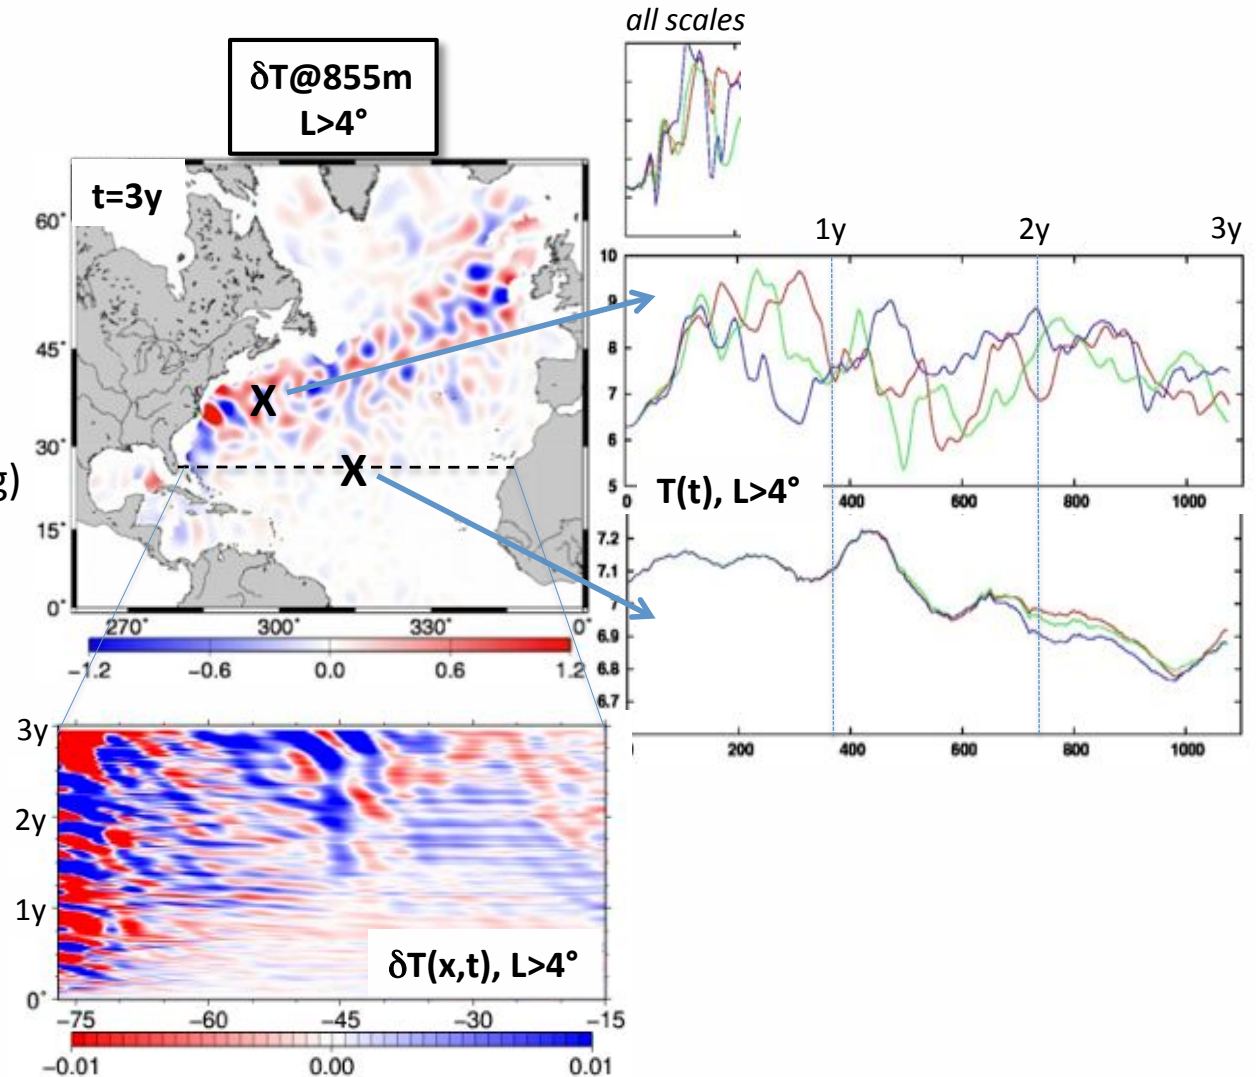 all scales
δT@855m
L>4°
t=3y
60°
45°
30°
15°
0°
270° 300° 330° 0°
−1.2 −0.6 0.0 0.6 1.2
X
X
g)
1y 2y 3y
10
9
8
7
6
5
0 400 600 800 1000
T(t), L>4°
7.2
7.1
7
6.9
6.8
6.7
200 400 600 800 1000
3y
2y
1y
0°
δT(x,t), L>4°
−75 −60 −45 −30 −15
−0.01 0.00 0.01